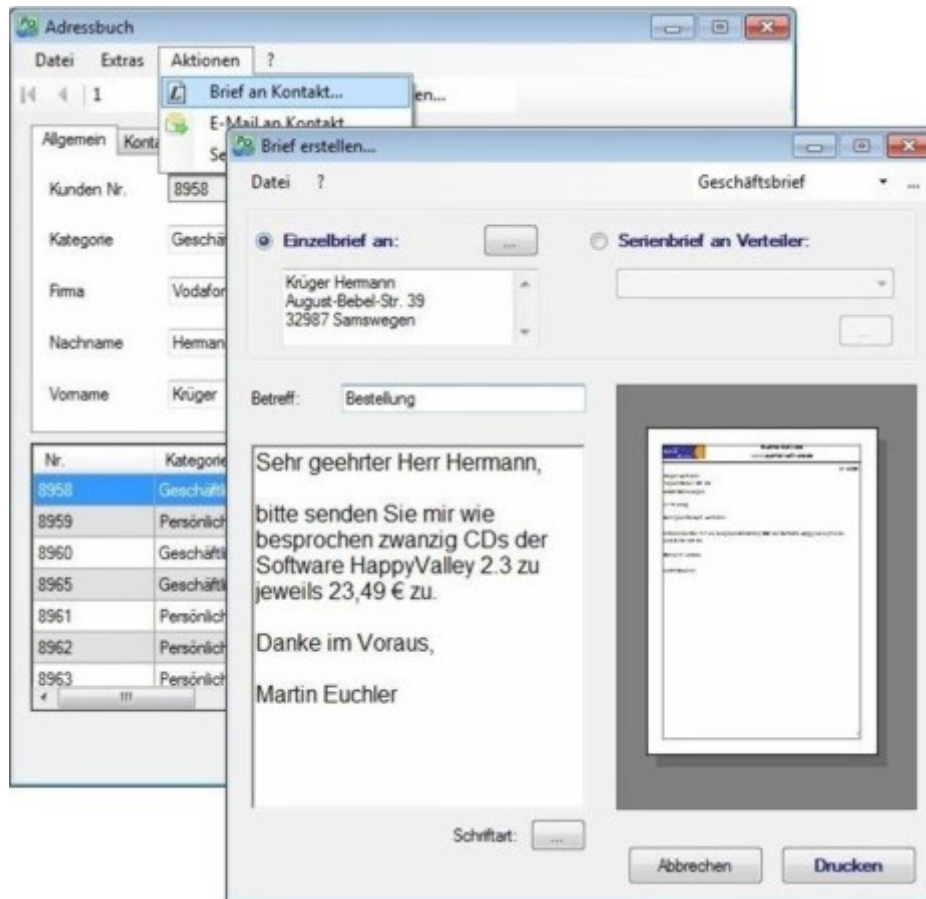 Adressbuch
Datei Extras Aktionen ?
1
Brief an Kontakt...
en...
E-Mail an Kontakt
Se
Allgemein Konta
Kunden Nr. 8958
Kategorie Geschä
Firma Vodafor
Nachname Herman
Vorname Krüger
Nr. Kategorie
8958 Geschäftli
8959 Persönlich
8960 Geschäftli
8965 Geschäftli
8961 Persönlich
8962 Persönlich
8963 Persönlich
Brief erstellen...
Datei ? Geschäftsbrief ...
Einzelbrief an: ... Serienbrief an Verteiler:
Krüger Hermann
August-Bebel-Str. 39
32987 Samswegen
...
Betreff: Bestellung
Sehr geehrter Herr Hermann,
bitte senden Sie mir wie
besprochen zwanzig CDs der
Software HappyValley 2.3 zu
jeweils 23,49 € zu.
Danke im Voraus,
Martin Euchler
Schriftart: ...
Abbrechen Drucken